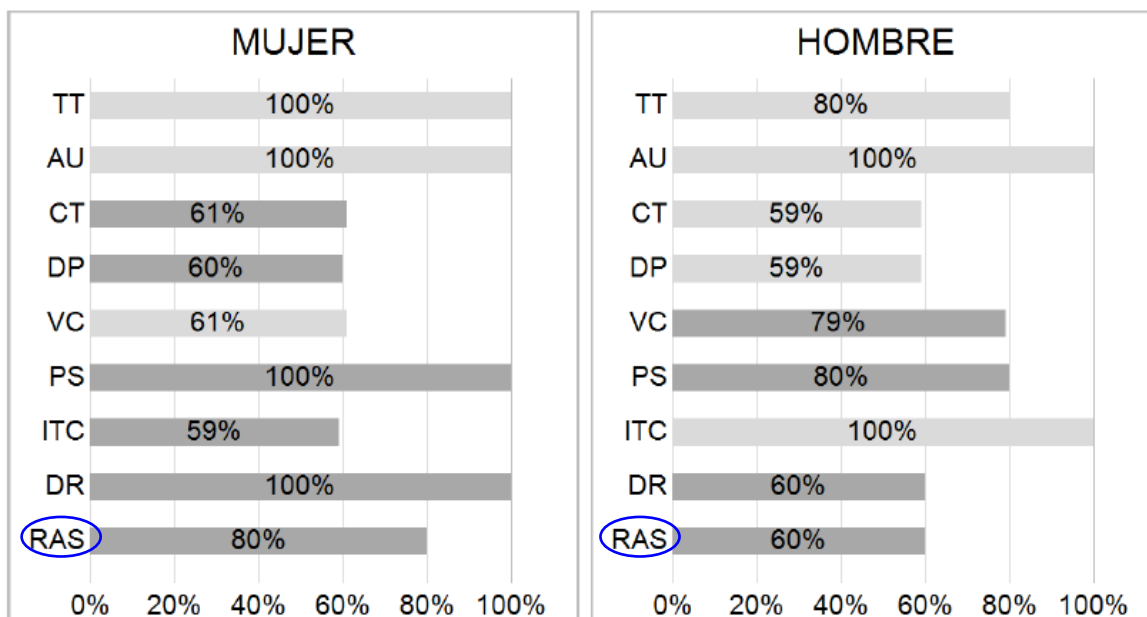 MUJER
TT 100%
AU 100%
CT 61%
DP 60%
VC 61%
PS 100%
ITC 59%
DR 100%
RAS 80%
0% 20% 40% 60% 80% 100%
HOMBRE
TT 80%
AU 100%
CT 59%
DP 59%
VC 79%
PS 80%
ITC 100%
DR 60%
RAS 60%
0% 20% 40% 60% 80% 100%